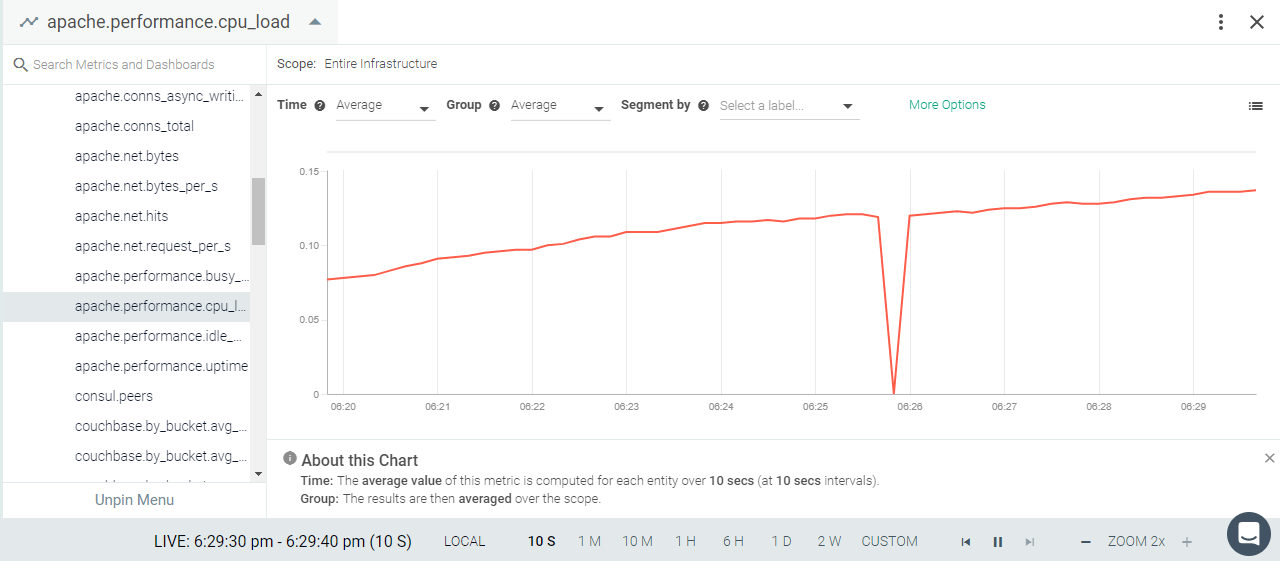 apache.performance.cpu_load
Search Metrics and Dashboards
apache.conns_async_writi...
apache.conns_total
apache.net.bytes
apache.net.bytes_per_s
apache.net.hits
apache.net.request_per_s
apache.performance.busy_...
apache.performance.cpu_l...
apache.performance.idle_...
apache.performance.uptime
consul.peers
couchbase.by_bucket.avg_...
couchbase.by_bucket.avg_...
Unpin Menu
Scope: Entire Infrastructure
Time ? Average Group ? Average Segment by ? Select a label... More Options
0.15
0.10
0.05
0
06:20 06:21 06:22 06:23 06:24 06:25 06:26 06:27 06:28 06:29
About this Chart
Time: The average value of this metric is computed for each entity over 10 secs (at 10 secs intervals).
Group: The results are then averaged over the scope.
LIVE: 6:29:30 pm - 6:29:40 pm (10 S) LOCAL 10 S 1 M 10 M 1 H 6 H 1 D 2 W CUSTOM − ZOOM 2x +